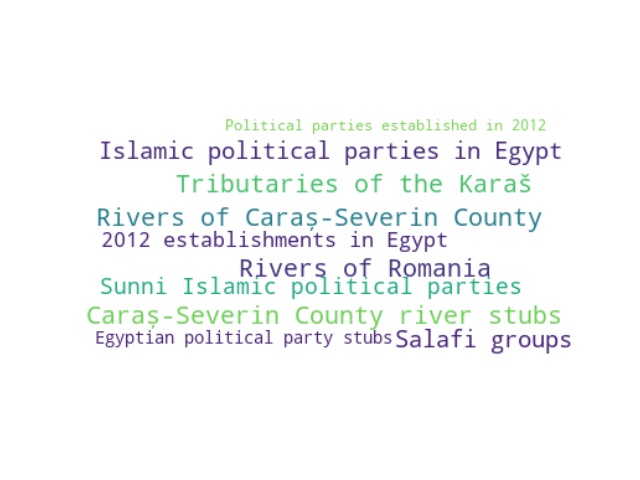 Political parties established in 2012
Islamic political parties in Egypt
Tributaries of the Karaš
Rivers of Caraș-Severin County
2012 establishments in Egypt
Rivers of Romania
Sunni Islamic political parties
Caraș-Severin County river stubs
Egyptian political party stubs
Salafi groups